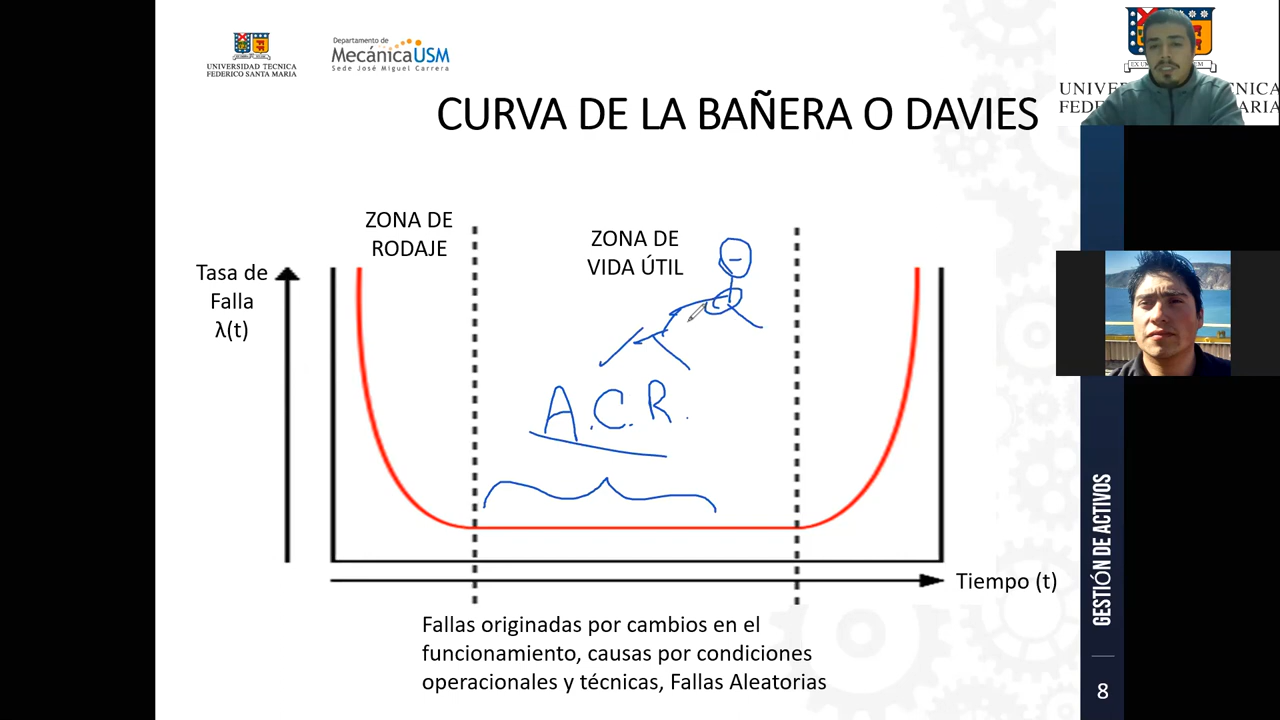 UNIVERSIDAD TECNICA
FEDERICO SANTA MARIA
Departamento de
MecánicaUSM
Sede José Miguel Carrera
CURVA DE LA BAÑERA O DAVIES
ZONA DE
RODAJE
ZONA DE
VIDA ÚTIL
Tasa de
Falla
λ(t)
A.C.R.
Tiempo (t)
Fallas originadas por cambios en el
funcionamiento, causas por condiciones
operacionales y técnicas, Fallas Aleatorias
GESTIÓN DE ACTIVOS
8